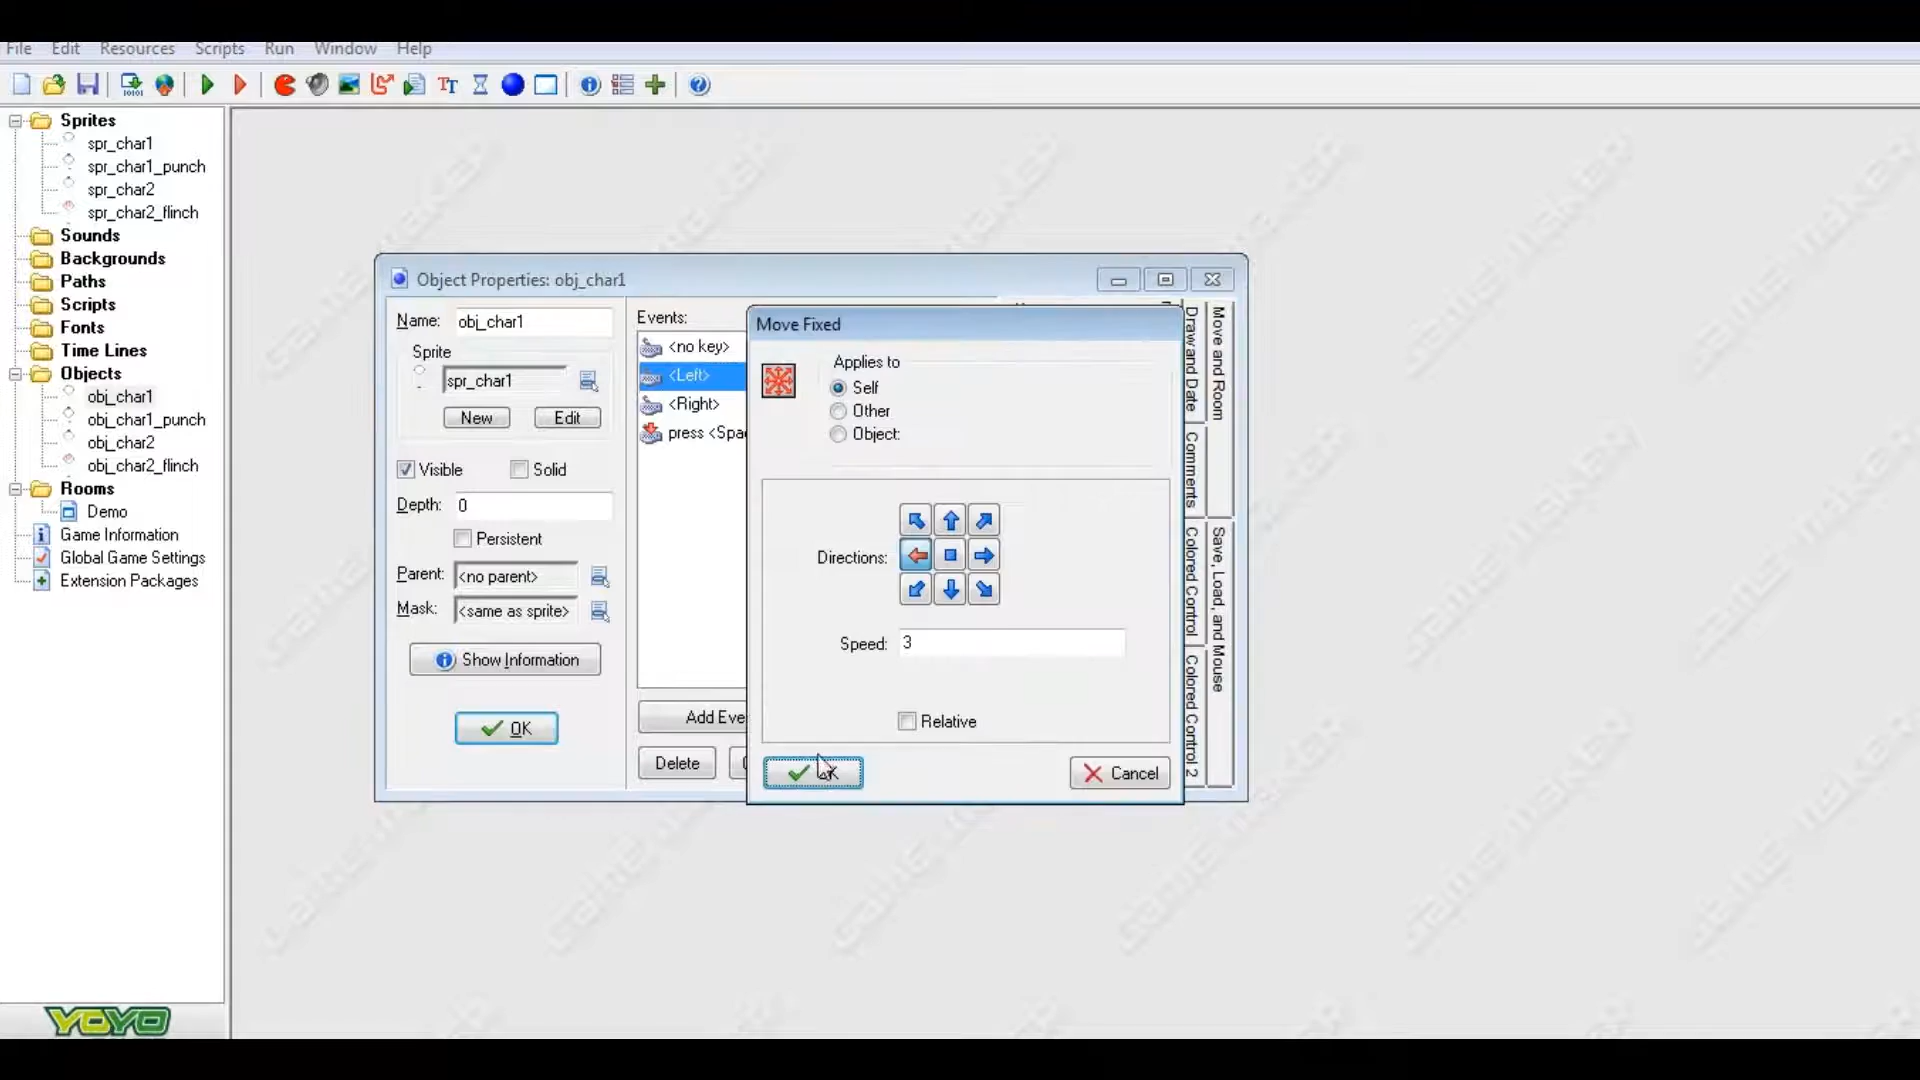 File Edit Resources Scripts Run Window Help
Sprites
spr_char1
spr_char1_punch
spr_char2
spr_char2_flinch
Sounds
Backgrounds
Paths
Scripts
Fonts
Time Lines
Objects
obj_char1
obj_char1_punch
obj_char2
obj_char2_flinch
Rooms
Demo
Game Information
Global Game Settings
Extension Packages
YOYO
Object Properties: obj_char1
Name: obj_char1
Sprite
spr_char1
New Edit
Visible Solid
Depth: 0
Persistent
Parent: <no parent>
Mask: <same as sprite>
Show Information
OK
Events:
<no key>
<Left>
<Right>
press
Add
Delete
Move Fixed
Applies to
Self
Other
Object:
Directions:
Speed: 3
Relative
Cancel
Move and Room
Draw and Date
Comments
Save, Load, and Mouse
Colored Control
Colored Control 2
GAME MAKER